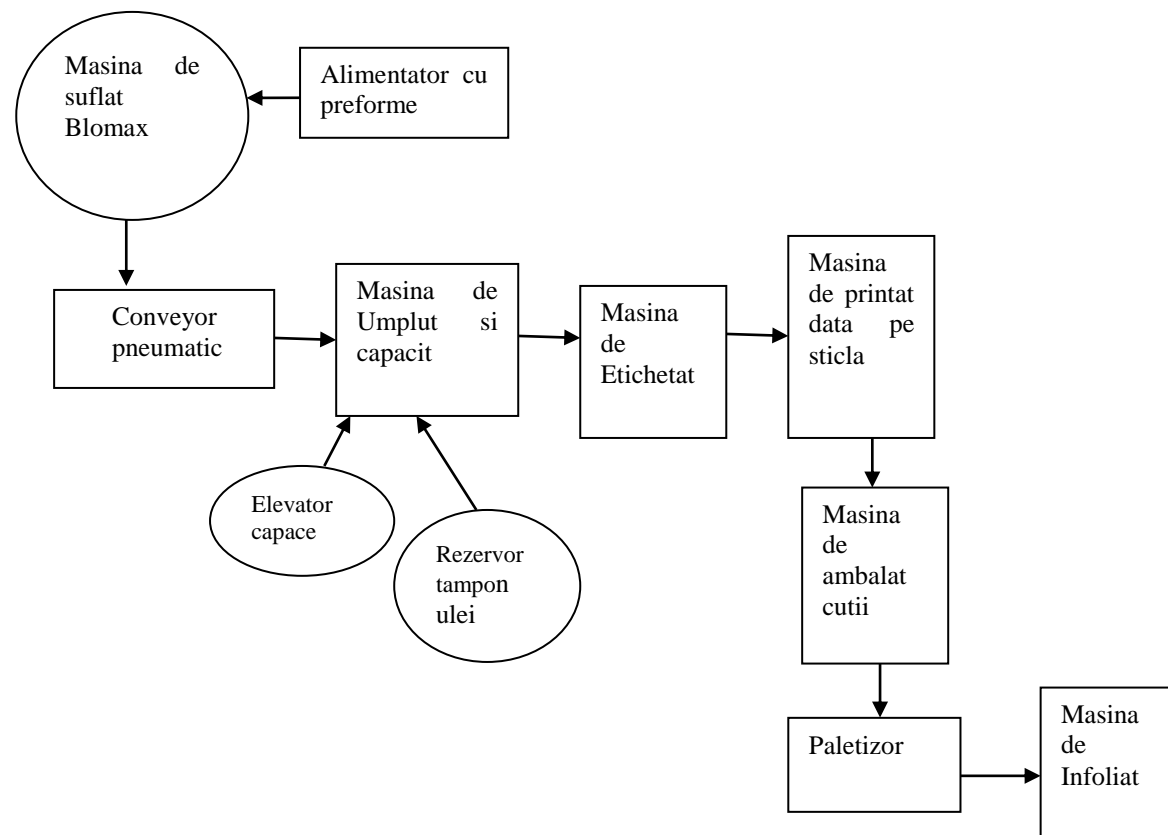 Masina de
suflat
Blomax
Alimentator cu
preforme
Conveyor
pneumatic
Masina de
Umplut si
capacit
Masina
de
Etichetat
Masina
de printat
data pe
sticla
Elevator
capace
Rezervor
tampon
ulei
Masina
de
ambalat
cutii
Paletizor
Masina
de
Infoliat